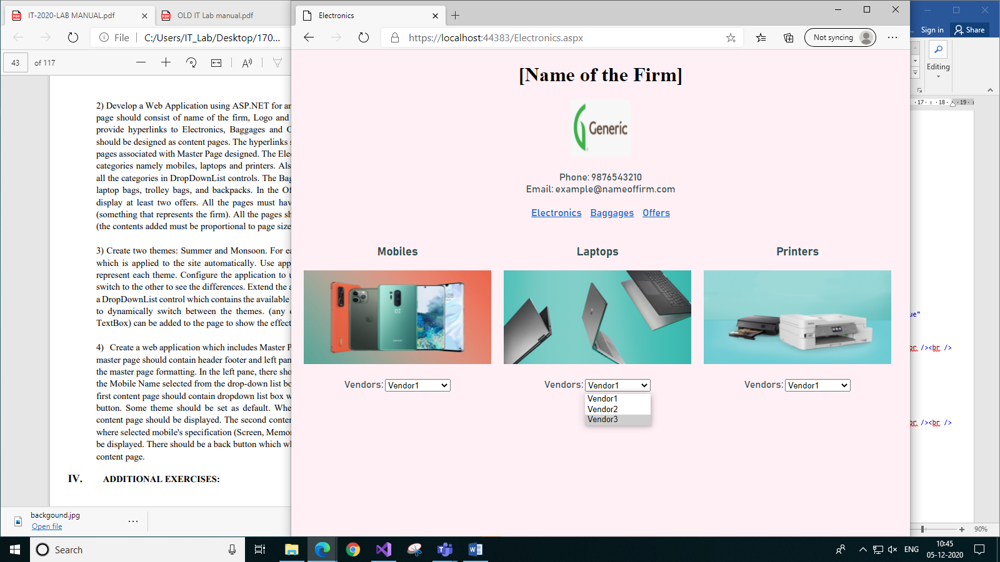 IT-2020-LAB MANUAL.pdf
OLD IT Lab manual.pdf
File
C:/Users/IT_Lab/Desktop/170...
43 of 117
2) Develop a Web Application using ASP.NET for an
page should consist of name of the firm, Logo and
provide hyperlinks to Electronics, Baggages and O
should be designed as content pages. The hyperlinks s
pages associated with Master Page designed. The Elec
categories namely mobiles, laptops and printers. Als
all the categories in DropDownList controls. The Bag
laptop bags, trolley bags, and backpacks. In the Of
display at least two offers. All the pages must hav
(something that represents the firm). All the pages sh
(the contents added must be proportional to page size
3) Create two themes: Summer and Monsoon. For ea
which is applied to the site automatically. Use app
represent each theme. Configure the application to u
switch to the other to see the differences. Extend the a
a DropDownList control which contains the available
to dynamically switch between the themes. (any o
TextBox) can be added to the page to show the effect
4) Create a web application which includes Master P
master page should contain header footer and left pan
the master page formatting. In the left pane, there sho
the Mobile Name selected from the drop-down list bo
first content page should contain dropdown list box w
button. Some theme should be set as default. Whe
content page should be displayed. The second conten
where selected mobile's specification (Screen, Memor
be displayed. There should be a back button which wh
content page.
IV. ADDITIONAL EXERCISES:
backgound.jpg
Open file
Electronics
https://localhost:44383/Electronics.aspx
Not syncing
[Name of the Firm]
Generic
Phone: 9876543210
Email: example@nameoffirm.com
Electronics Baggages Offers
Mobiles Laptops Printers
Vendors: Vendor1
Vendors: Vendor1
Vendors: Vendor1
Vendor1
Vendor2
Vendor3
Sign in
Share
Editing
17 18 19
ue"
br /><br />
br /><br />
90%
Search
ENG
10:45
05-12-2020